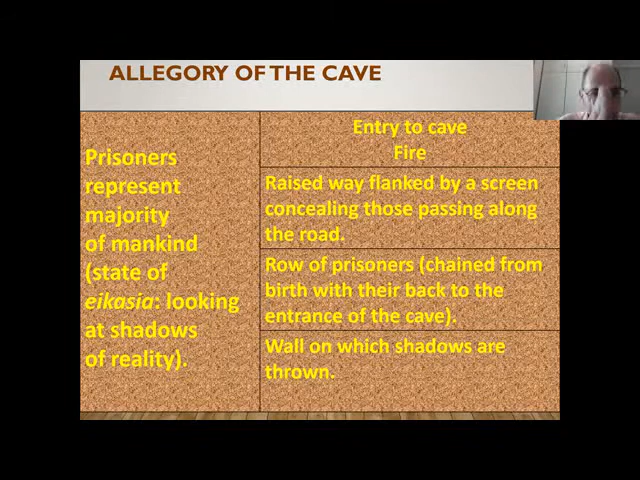 ALLEGORY OF THE CAVE
Prisoners
represent
majority
of mankind
(state of
eikasia: looking
at shadows
of reality).
Entry to cave
Fire
Raised way flanked by a screen
concealing those passing along
the road.
Row of prisoners (chained from
birth with their back to the
entrance of the cave).
Wall on which shadows are
thrown.